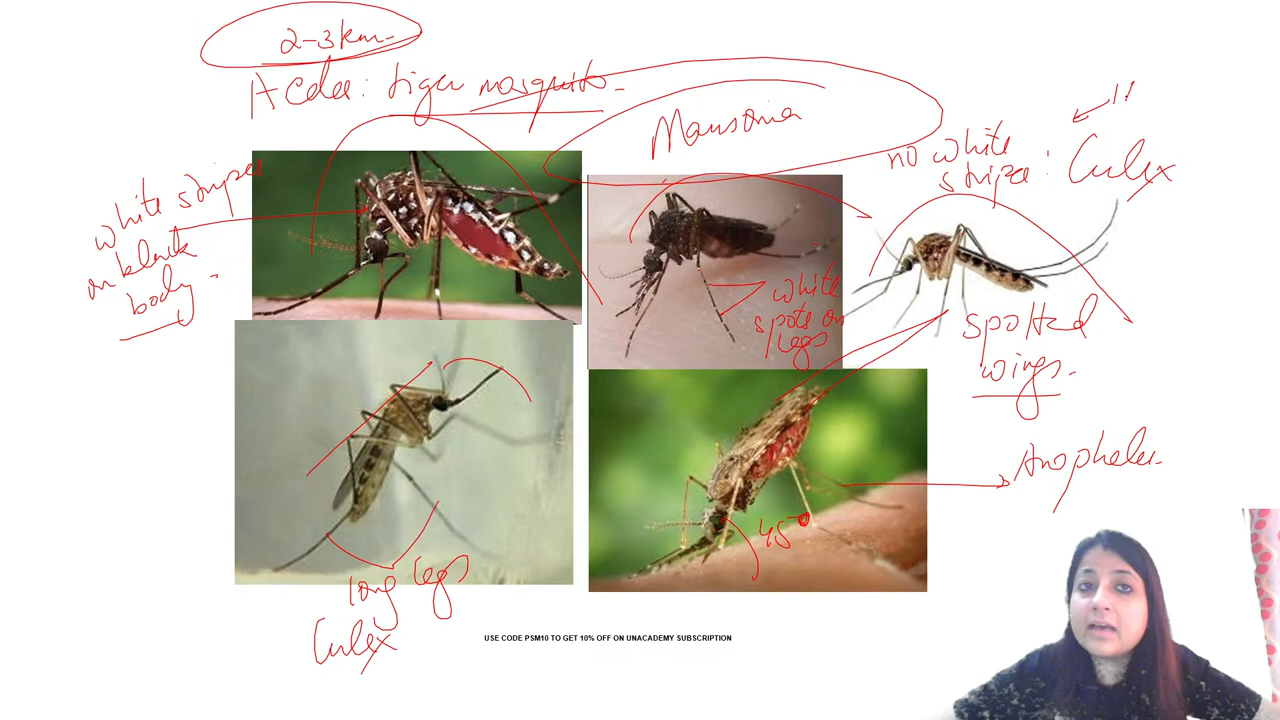 2-3km-
Aedes: tiger mosquito-
Mansonia
!!
no white
stripe: Culex
white stripes
on black
body-
white
spots on
legs
spotted
wings-
Anopheles-
45°
long legs
Culex
USE CODE PSM10 TO GET 10% OFF ON UNACADEMY SUBSCRIPTION